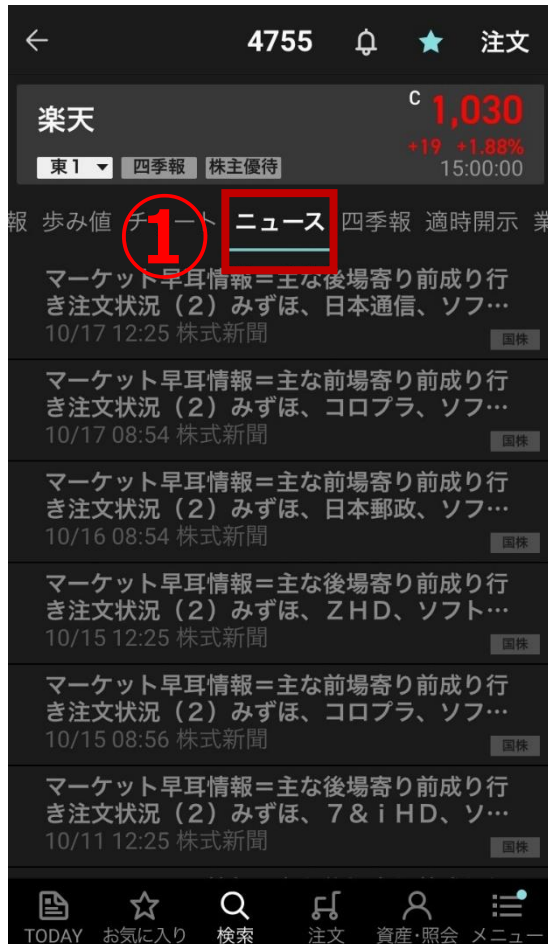 4755 注文
楽天
C 1,030
+19 +1.88%
東1 ▼ 四季報 株主優待 15:00:00
報 歩み値 チ ート ニュース 四季報 適時開示 業
①
マーケット早耳情報＝主な後場寄り前成り行
き注文状況（２）みずほ、日本通信、ソフ…
10/17 12:25 株式新聞
国株
マーケット早耳情報＝主な前場寄り前成り行
き注文状況（２）みずほ、コロプラ、ソフ…
10/17 08:54 株式新聞
国株
マーケット早耳情報＝主な前場寄り前成り行
き注文状況（２）みずほ、日本郵政、ソフ…
10/16 08:54 株式新聞
国株
マーケット早耳情報＝主な後場寄り前成り行
き注文状況（２）みずほ、ＺＨＤ、ソフト…
10/15 12:25 株式新聞
国株
マーケット早耳情報＝主な前場寄り前成り行
き注文状況（２）みずほ、コロプラ、ソフ…
10/15 08:56 株式新聞
国株
マーケット早耳情報＝主な後場寄り前成り行
き注文状況（２）みずほ、７＆ｉＨＤ、ソ…
10/11 12:25 株式新聞
国株
TODAY お気に入り 検索 注文 資産・照会 メニュー